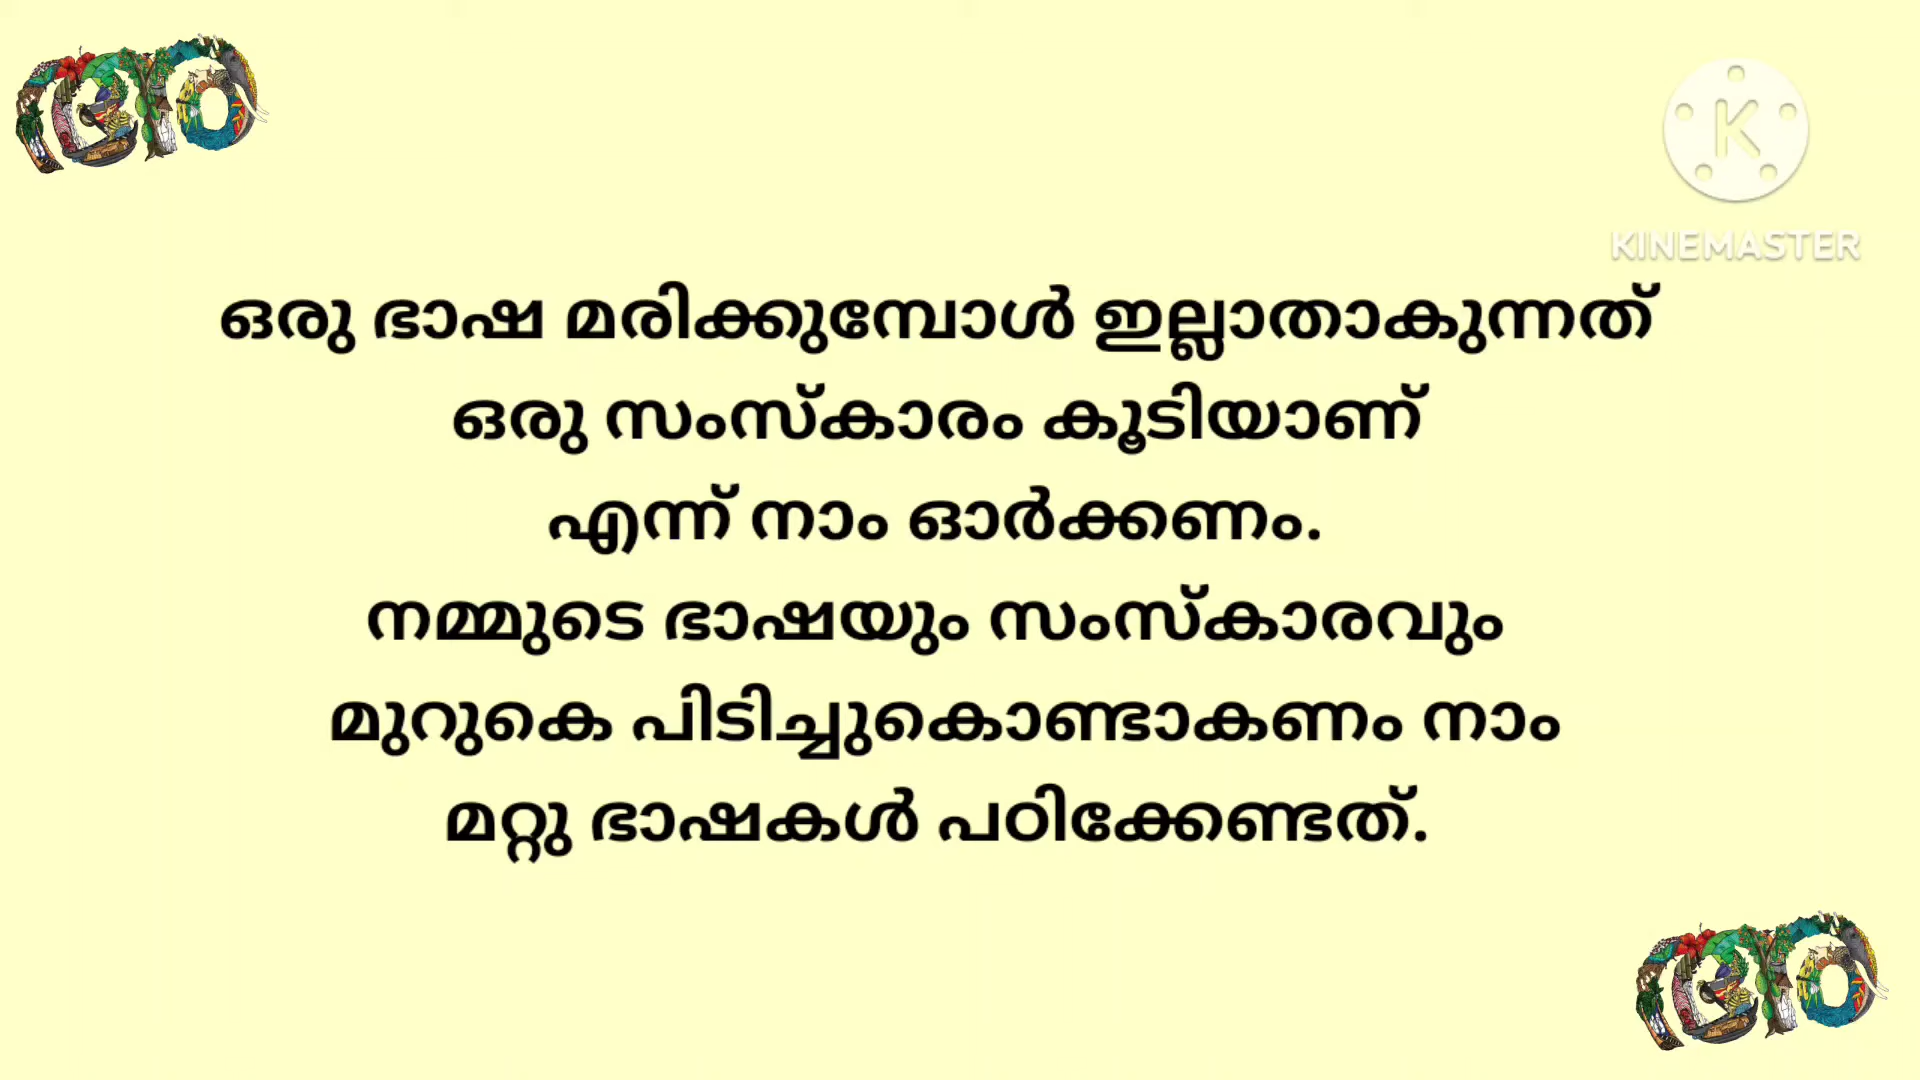 KINEMASTER
ഒരു ഭാഷ മരിക്കുമ്പോൾ ഇല്ലാതാകുന്നത്
ഒരു സംസ്കാരം കൂടിയാണ്
എന്ന് നാം ഓർക്കണം.
നമ്മുടെ ഭാഷയും സംസ്കാരവും
മുറുകെ പിടിച്ചുകൊണ്ടാകണം നാം
മറ്റു ഭാഷകൾ പഠിക്കേണ്ടത്.